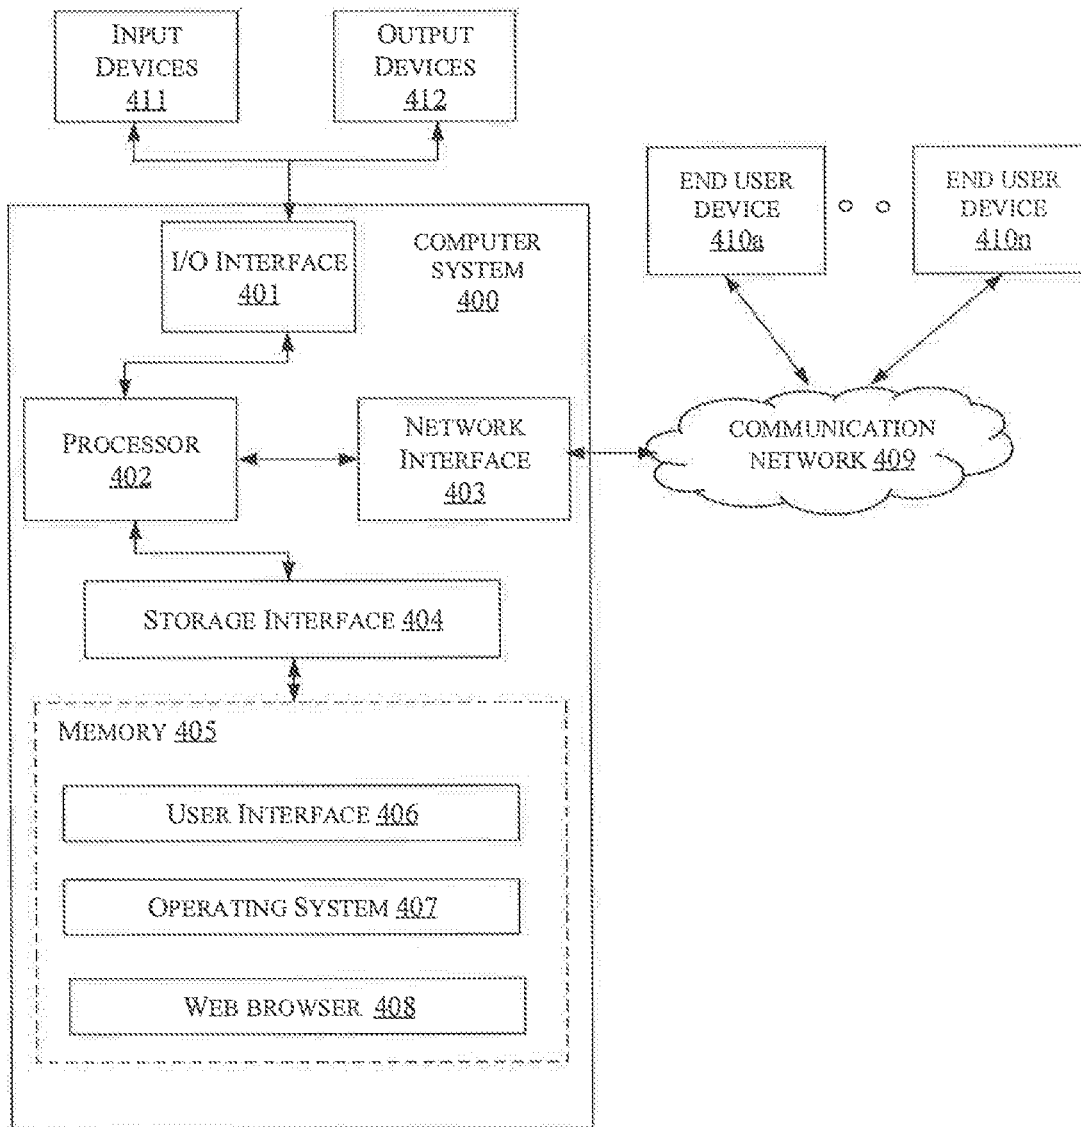 INPUT
DEVICES
411
OUTPUT
DEVICES
412
END USER
DEVICE
410a
END USER
DEVICE
410n
I/O INTERFACE
401
COMPUTER
SYSTEM
400
PROCESSOR
402
NETWORK
INTERFACE
403
COMMUNICATION
NETWORK 409
STORAGE INTERFACE 404
MEMORY 405
USER INTERFACE 406
OPERATING SYSTEM 407
WEB BROWSER 408